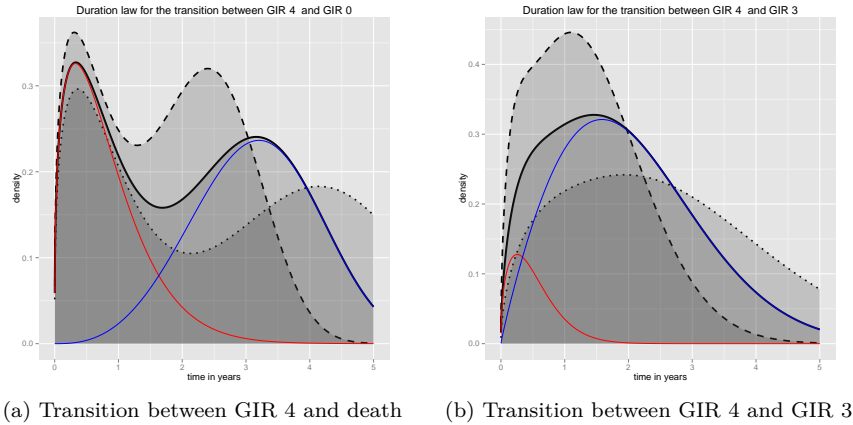 Duration law for the transition between GIR 4 and GIR 0
density
0.3
0.2
0.1
0.0
0 1 2 3 4 5
time in years
(a) Transition between GIR 4 and death
Duration law for the transition between GIR 4 and GIR 3
density
0.4
0.3
0.2
0.1
0.0
0 1 2 3 4 5
time in years
(b) Transition between GIR 4 and GIR 3